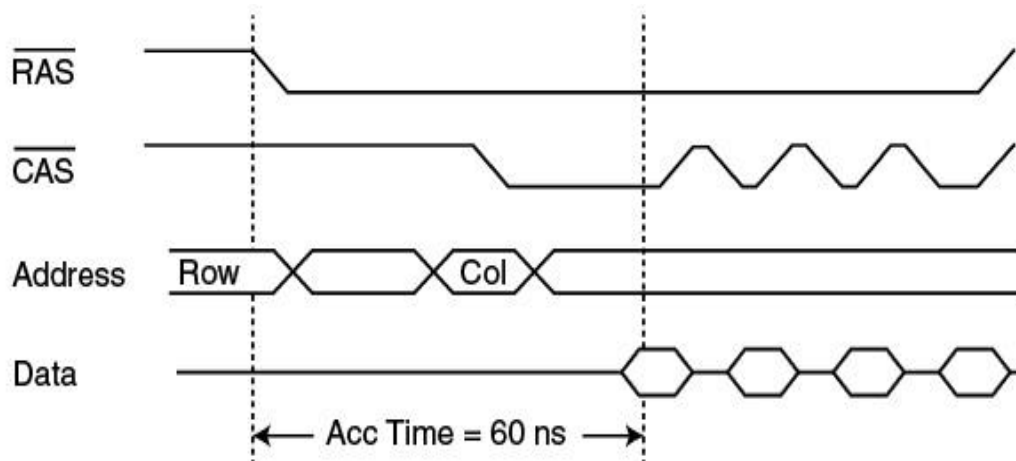 RAS
CAS
Address Row Col
Data
Acc Time = 60 ns